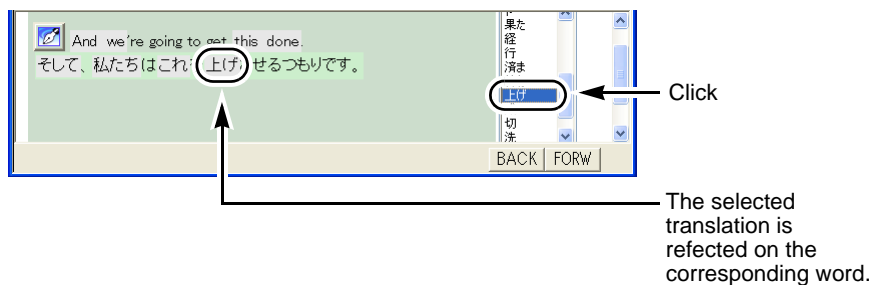 And we're going to get this done.
そして、私たちはこれ 上げ せるつもりです。
果た
経
行
済ま
上げ
切
洗
BACK FORW
Click
The selected
translation is
refected on the
corresponding word.